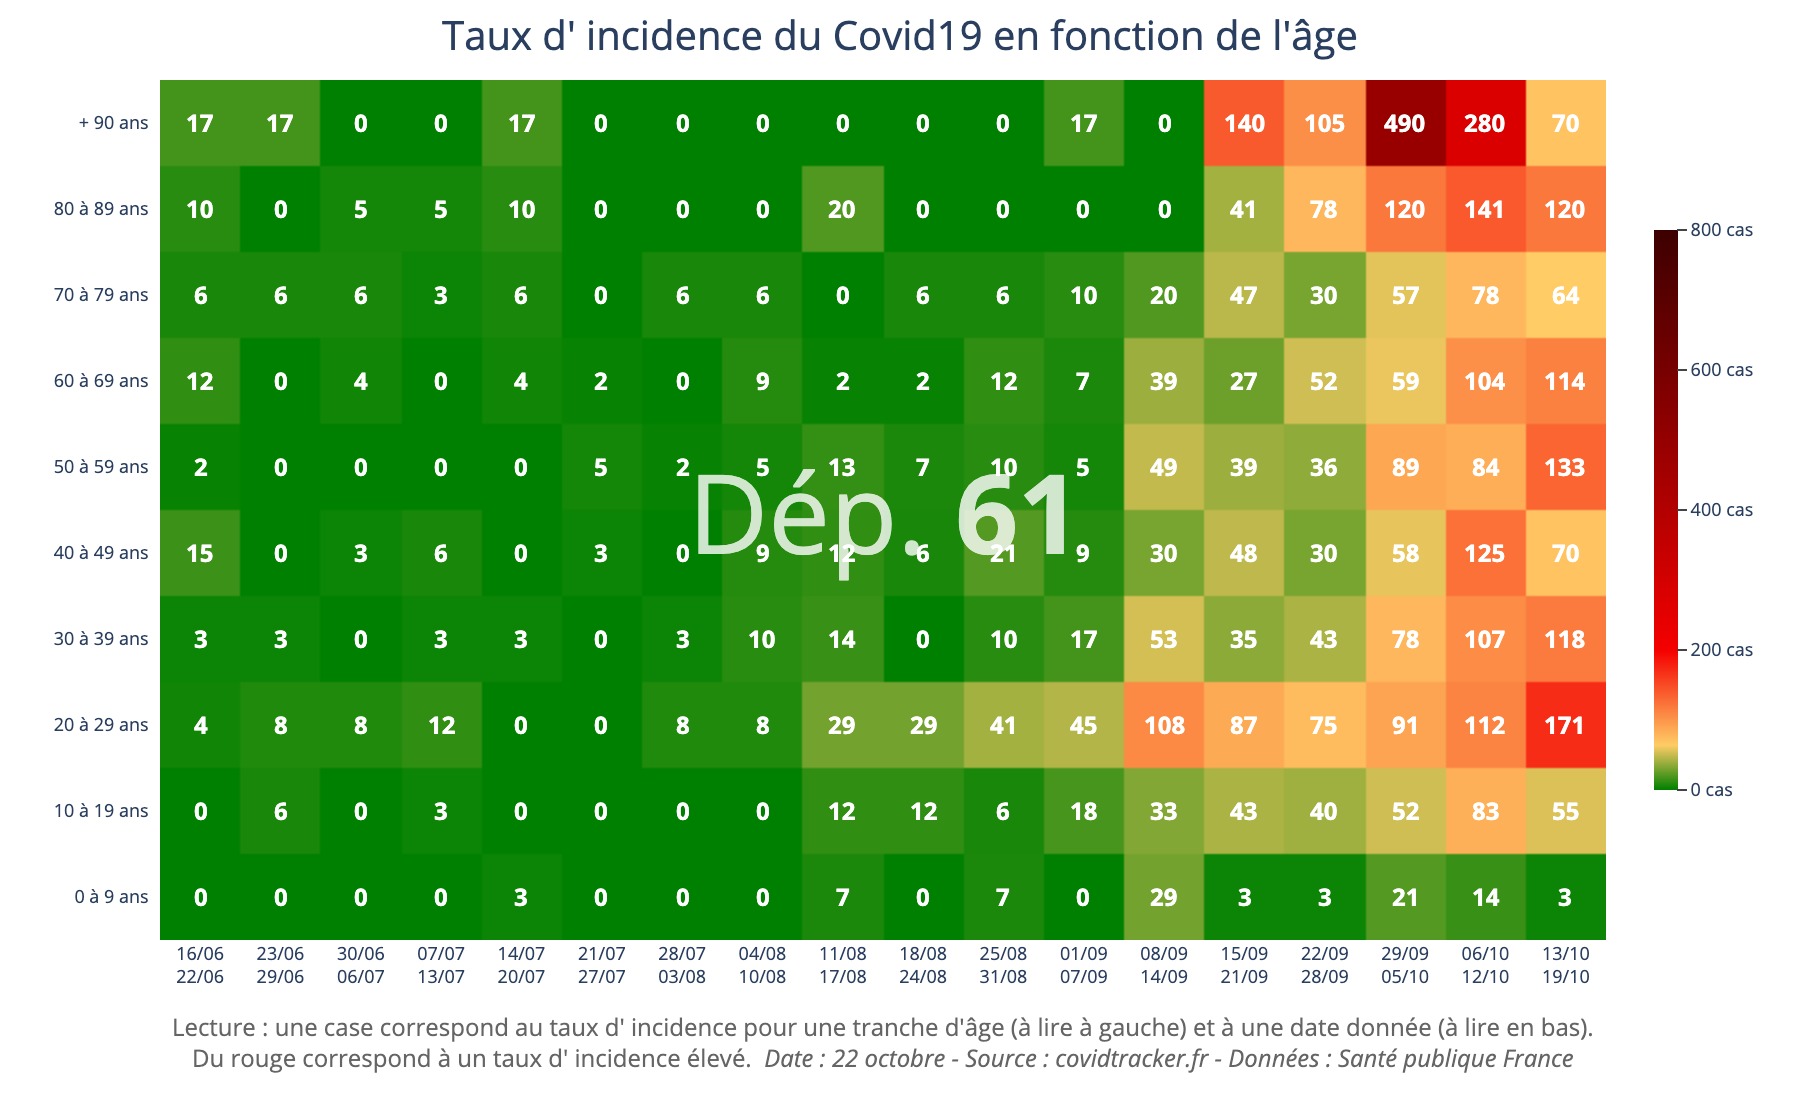 Taux d' incidence du Covid19 en fonction de l'âge
+ 90 ans 17 17 0 0 17 0 0 0 0 0 0 17 0 140 105 490 280 70
80 à 89 ans 10 0 5 5 10 0 0 0 20 0 0 0 0 41 78 120 141 120
70 à 79 ans 6 6 6 3 6 0 6 6 0 6 6 10 20 47 30 57 78 64
60 à 69 ans 12 0 4 0 4 2 0 9 2 2 12 7 39 27 52 59 104 114
50 à 59 ans 2 0 0 0 0 5 2 5 13 7 10 5 49 39 36 89 84 133
Dép. 61
40 à 49 ans 15 0 3 6 0 3 0 9 12 6 21 9 30 48 30 58 125 70
30 à 39 ans 3 3 0 3 3 0 3 10 14 0 10 17 53 35 43 78 107 118
20 à 29 ans 4 8 8 12 0 0 8 8 29 29 41 45 108 87 75 91 112 171
10 à 19 ans 0 6 0 3 0 0 0 0 12 12 6 18 33 43 40 52 83 55
0 à 9 ans 0 0 0 0 3 0 0 0 7 0 7 0 29 3 3 21 14 3
16/06 23/06 30/06 07/07 14/07 21/07 28/07 04/08 11/08 18/08 25/08 01/09 08/09 15/09 22/09 29/09 06/10 13/10
22/06 29/06 06/07 13/07 20/07 27/07 03/08 10/08 17/08 24/08 31/08 07/09 14/09 21/09 28/09 05/10 12/10 19/10
800 cas
600 cas
400 cas
200 cas
0 cas
Lecture : une case correspond au taux d' incidence pour une tranche d'âge (à lire à gauche) et à une date donnée (à lire en bas).
Du rouge correspond à un taux d' incidence élevé. Date : 22 octobre - Source : covidtracker.fr - Données : Santé publique France